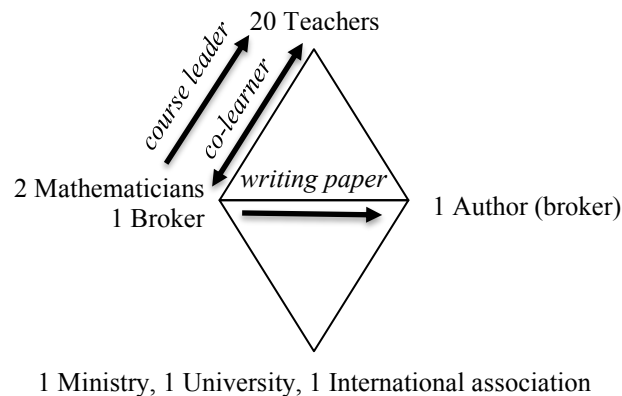 20 Teachers
course leader
co-learner
writing paper
2 Mathematicians
1 Broker
1 Author (broker)
1 Ministry, 1 University, 1 International association